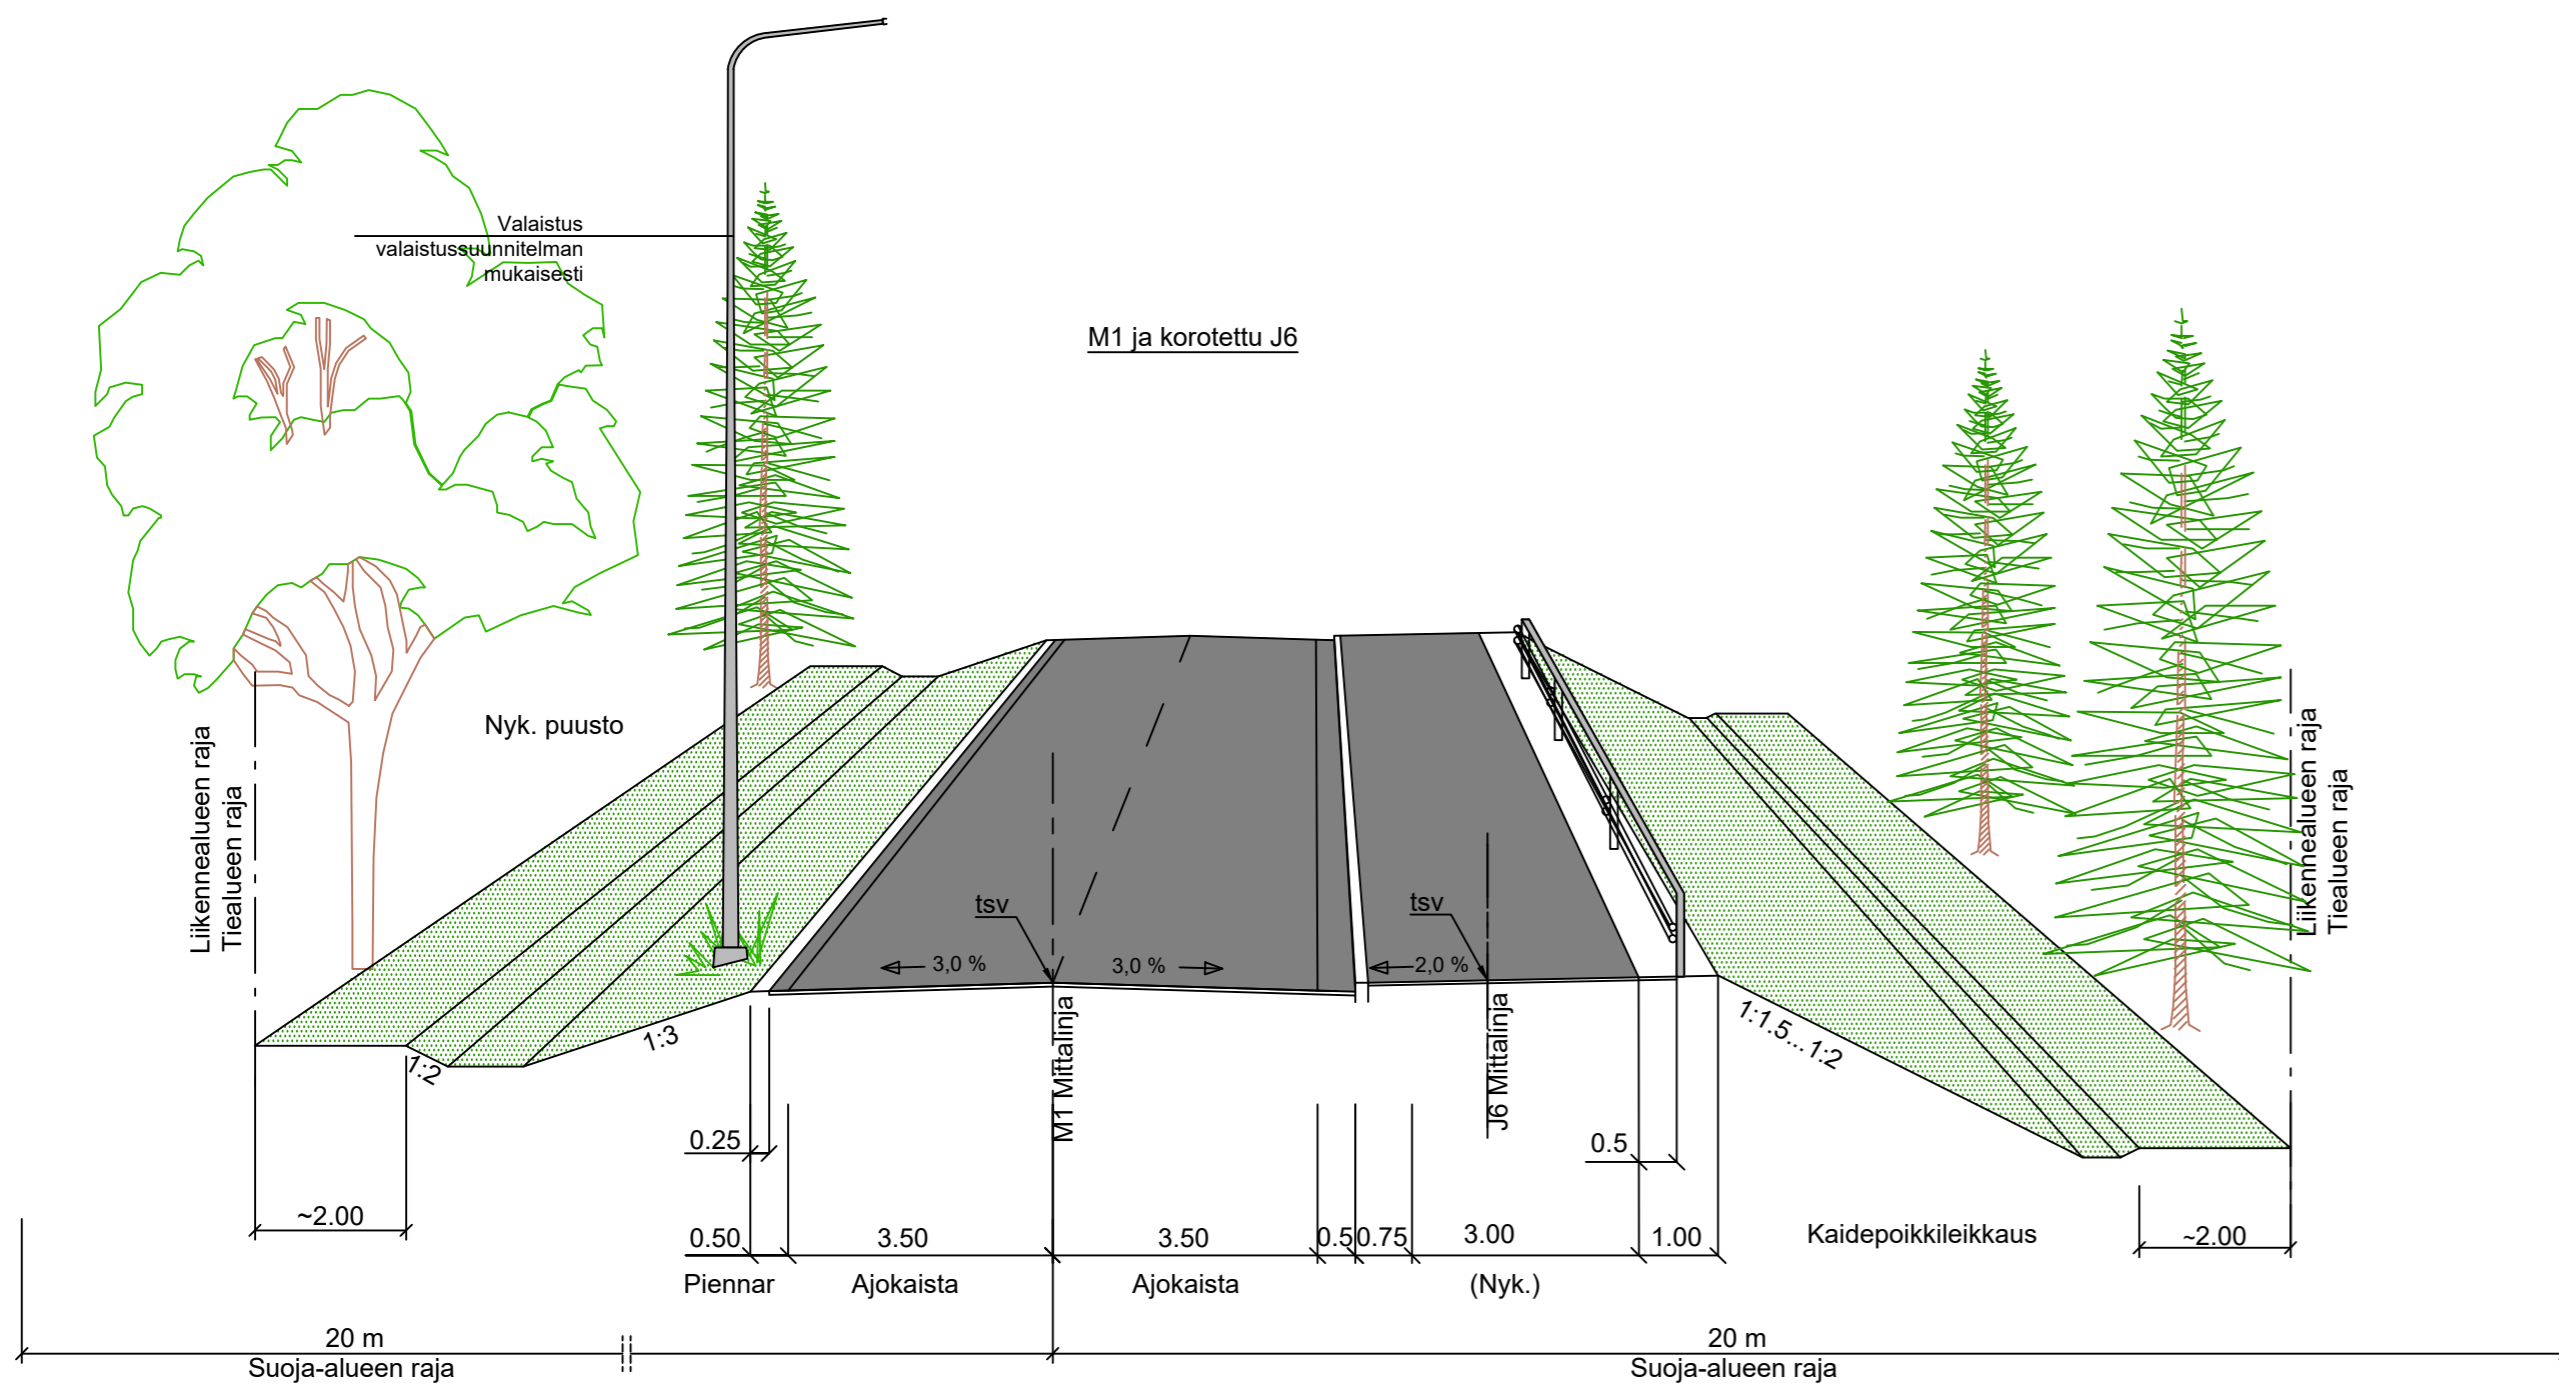 Valaistus
valaistussuunnitelman
mukaisesti
M1 ja korotettu J6
Nyk. puusto
Liikennealueen raja
Tiealueen raja
Liikennealueen raja
Tiealueen raja
tsv
tsv
3,0 %
3,0 %
2,0 %
M1 Mittalinja
J6 Mittalinja
1:2
1:3
1:1.5...1:2
0.25
0.5
~2.00
0.50
3.50
3.50
0.5
0.75
3.00
1.00
Kaidepoikkileikkaus
~2.00
Piennar
Ajokaista
Ajokaista
(Nyk.)
20 m
Suoja-alueen raja
20 m
Suoja-alueen raja